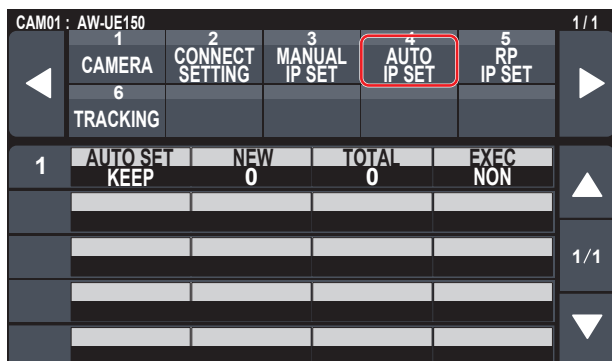 CAM01 : AW-UE150 1 / 1
1 2 3 4 5
CAMERA CONNECT SETTING MANUAL IP SET AUTO IP SET RP IP SET
6
TRACKING
1 AUTO SET NEW TOTAL EXEC
KEEP 0 0 NON
1/1